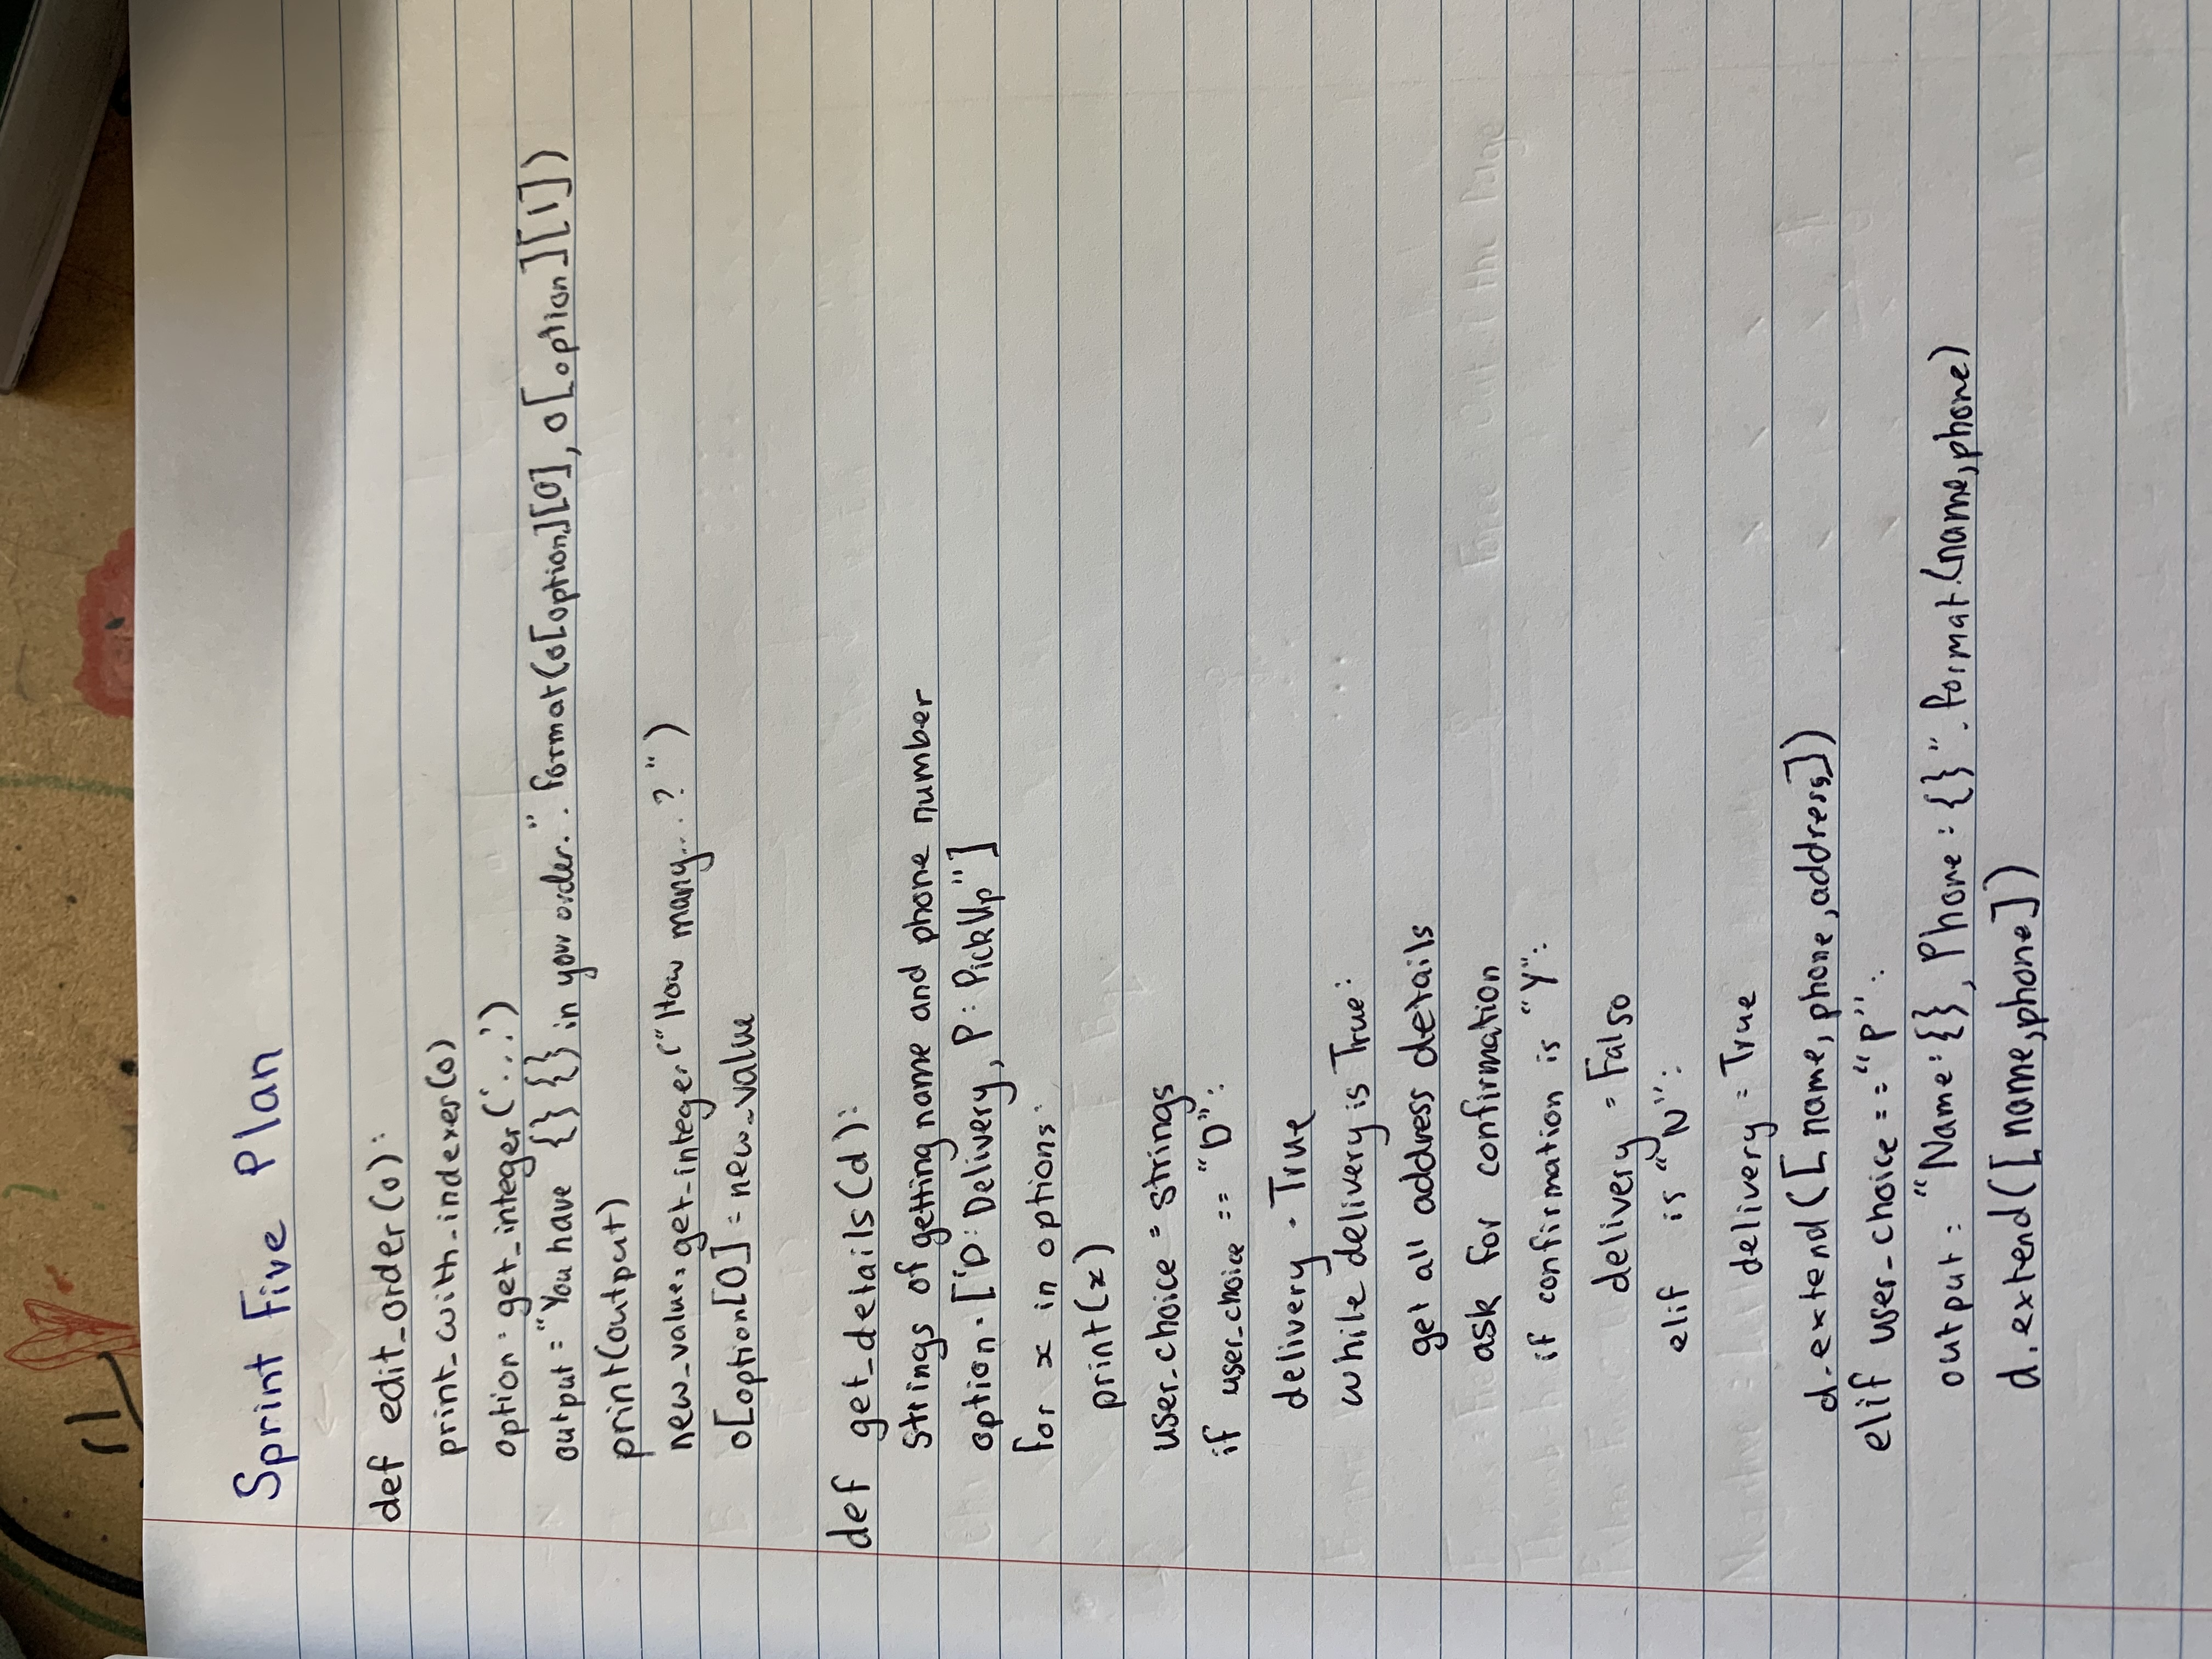 Sprint Five Plan
def edit_order(o):
print_with_indexes(o)
option = get_integer('...')
output = "You have {} {} in your order.".format(o[option][0], o[option][1])
print(output)
new_value = get_integer("How many...?")
o[option[0] = new_value
def get_details(d):
Strings of getting name and phone number
option = ["D: Delivery, P: PickUp"]
for x in options:
print(x)
user_choice = strings
if user_choice == "D":
delivery = True
while delivery is True:
get all address details
ask for confirmation
if confirmation is "Y":
delivery = Falso
elif is "N":
delivery = True
d.extend([name, phone, address])
elif user_choice == "P":
output = "Name: {}, Phone: {}".format.(name, phone)
d.extend([name, phone])